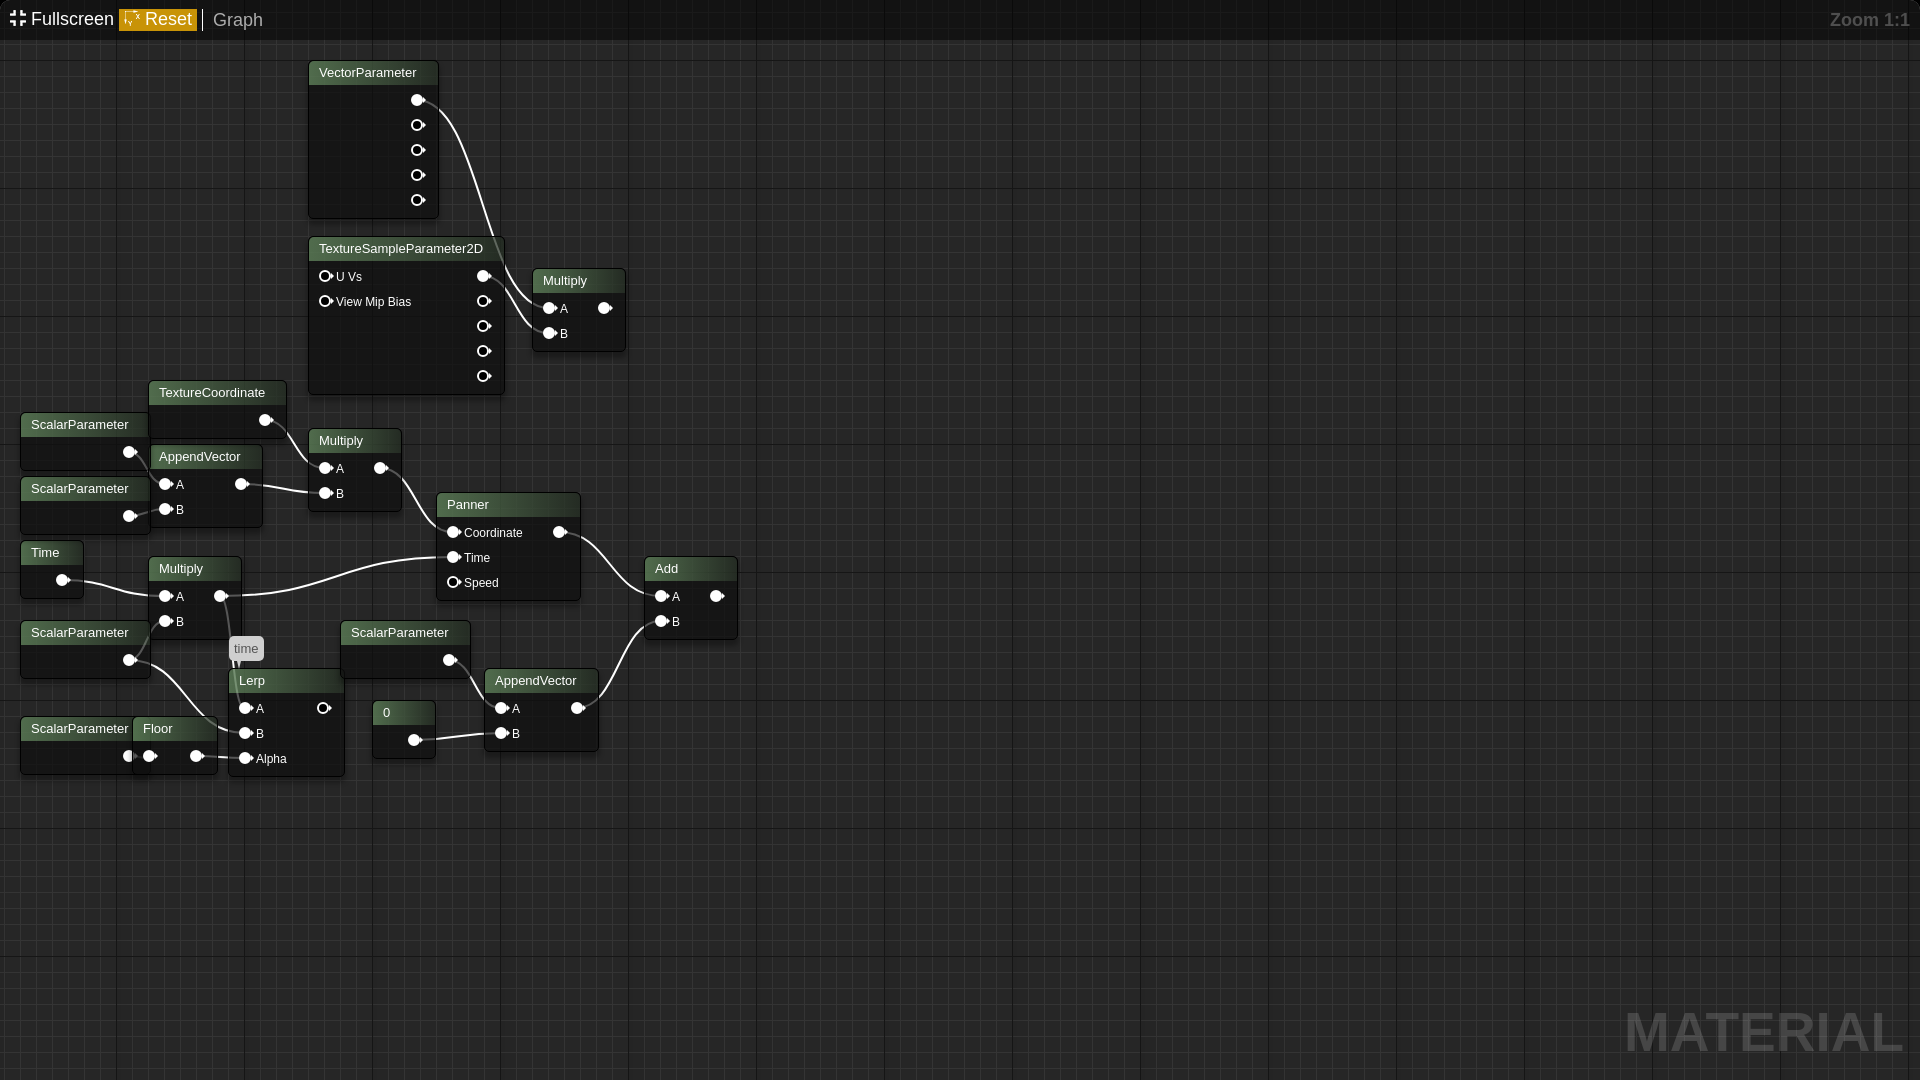 Fullscreen Reset Graph Zoom 1:1
VectorParameter
TextureSampleParameter2D
U Vs
View Mip Bias
Multiply
A
B
TextureCoordinate
ScalarParameter
AppendVector
A
B
ScalarParameter
Multiply
A
B
Panner
Coordinate
Time
Speed
Time
Multiply
A
B
ScalarParameter
time
Lerp
A
B
Alpha
ScalarParameter
Floor
ScalarParameter
0
AppendVector
A
B
Add
A
B
MATERIAL